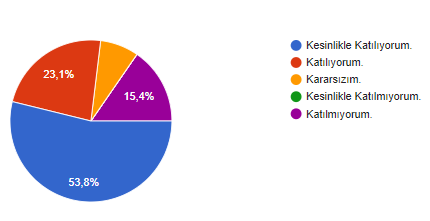 23,1%
15,4%
53,8%
Kesinlikle Katılıyorum.
Katılıyorum.
Kararsızım.
Kesinlikle Katılmıyorum.
Katılmıyorum.